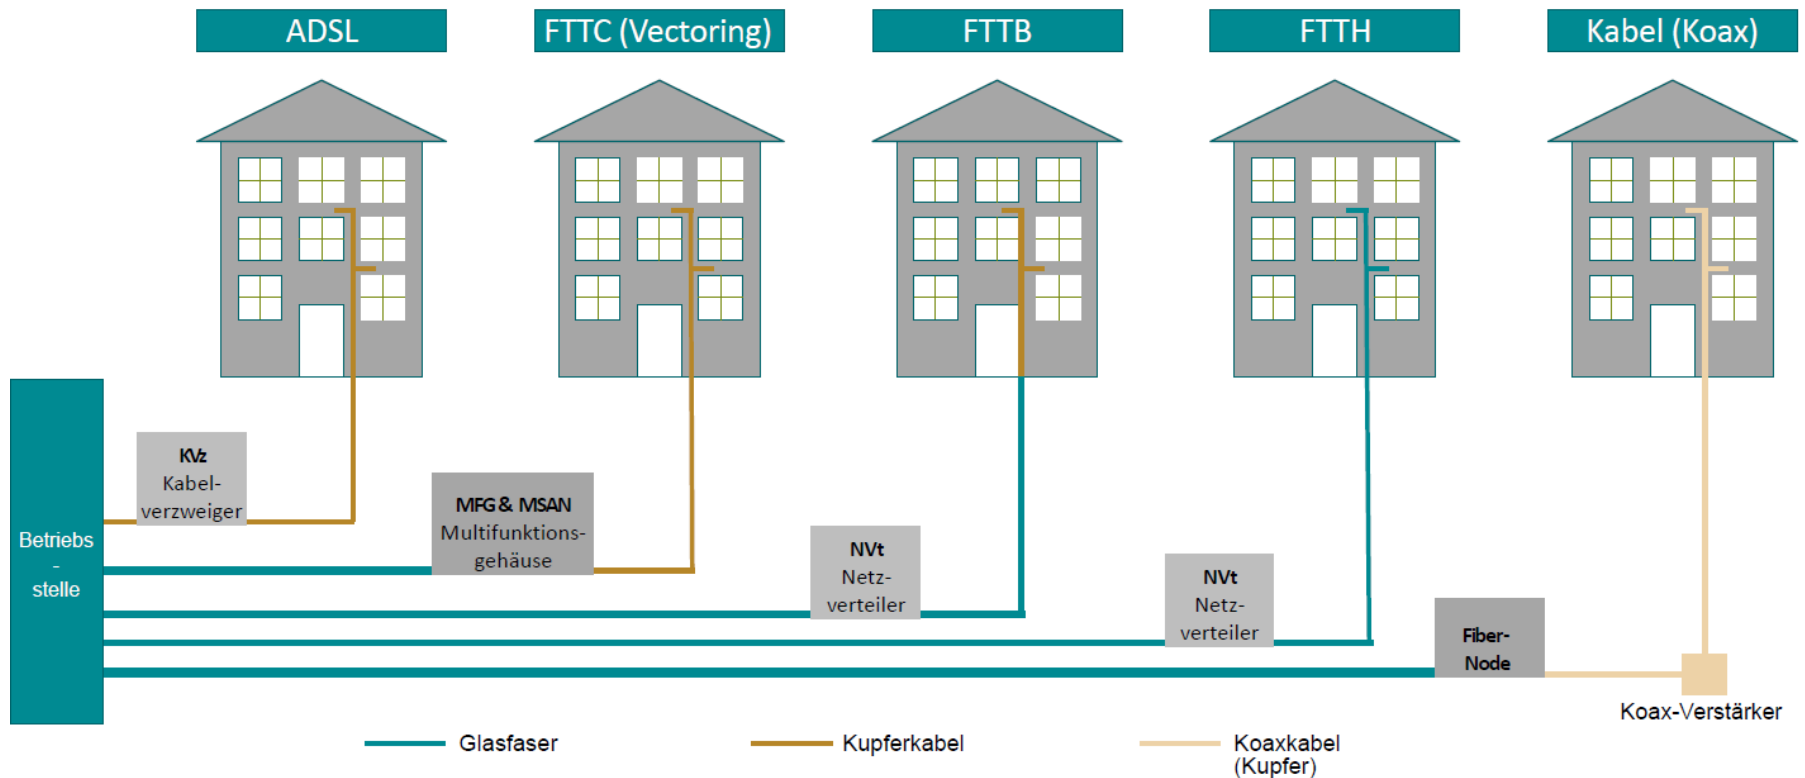 ADSL
FTTC (Vectoring)
FTTB
FTTH
Kabel (Koax)
KVz
Kabel-
verzweiger
MFG & MSAN
Multifunktions-
gehäuse
NVt
Netz-
verteiler
NVt
Netz-
verteiler
Fiber-
Node
Betriebs
-
stelle
Koax-Verstärker
Glasfaser
Kupferkabel
Koaxkabel
(Kupfer)